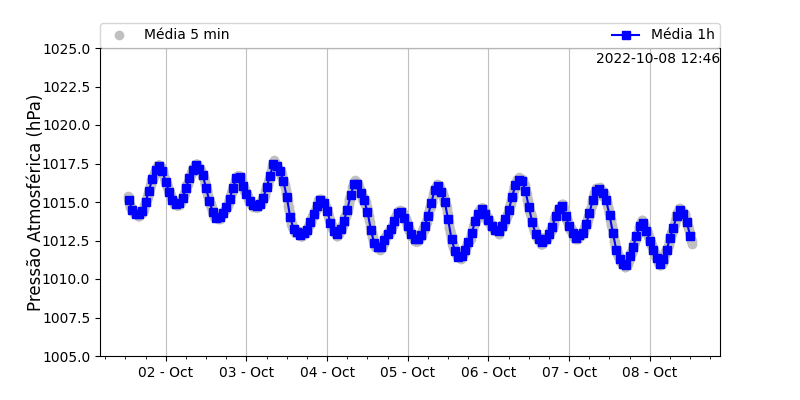 Média 5 min
Média 1h
2022-10-08 12:46
Pressão Atmosférica (hPa)
1025.0
1022.5
1020.0
1017.5
1015.0
1012.5
1010.0
1007.5
1005.0
02 - Oct
03 - Oct
04 - Oct
05 - Oct
06 - Oct
07 - Oct
08 - Oct